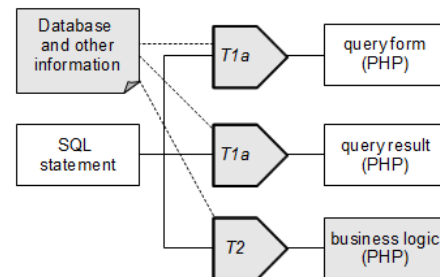 Database
and other
information
T1a
query form
(PHP)
SQL
statement
T1a
query result
(PHP)
T2
business logic
(PHP)